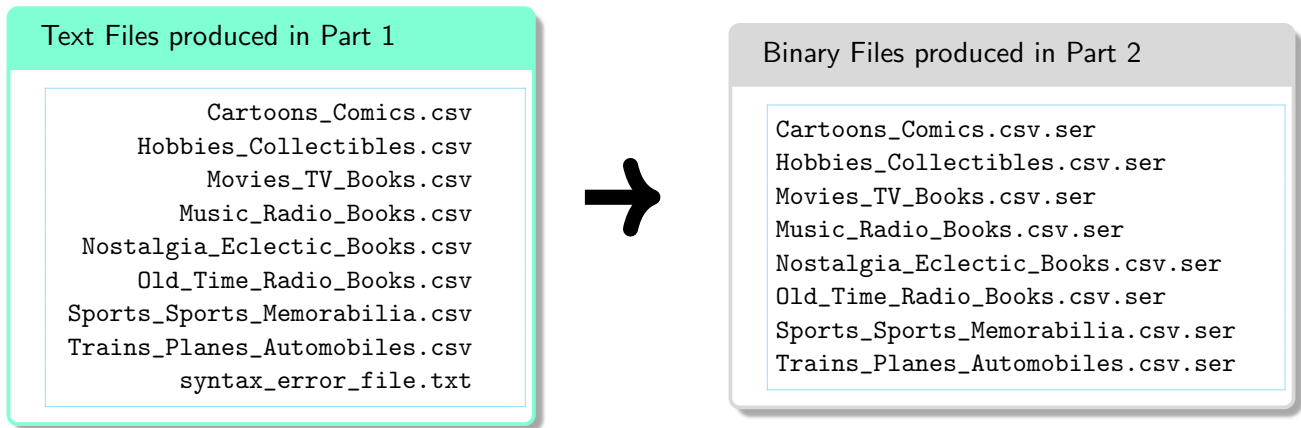 Text Files produced in Part 1
Cartoons_Comics.csv
Hobbies_Collectibles.csv
Movies_TV_Books.csv
Music_Radio_Books.csv
Nostalgia_Eclectic_Books.csv
Old_Time_Radio_Books.csv
Sports_Sports_Memorabilia.csv
Trains_Planes_Automobiles.csv
syntax_error_file.txt
Binary Files produced in Part 2
Cartoons_Comics.csv.ser
Hobbies_Collectibles.csv.ser
Movies_TV_Books.csv.ser
Music_Radio_Books.csv.ser
Nostalgia_Eclectic_Books.csv.ser
Old_Time_Radio_Books.csv.ser
Sports_Sports_Memorabilia.csv.ser
Trains_Planes_Automobiles.csv.ser